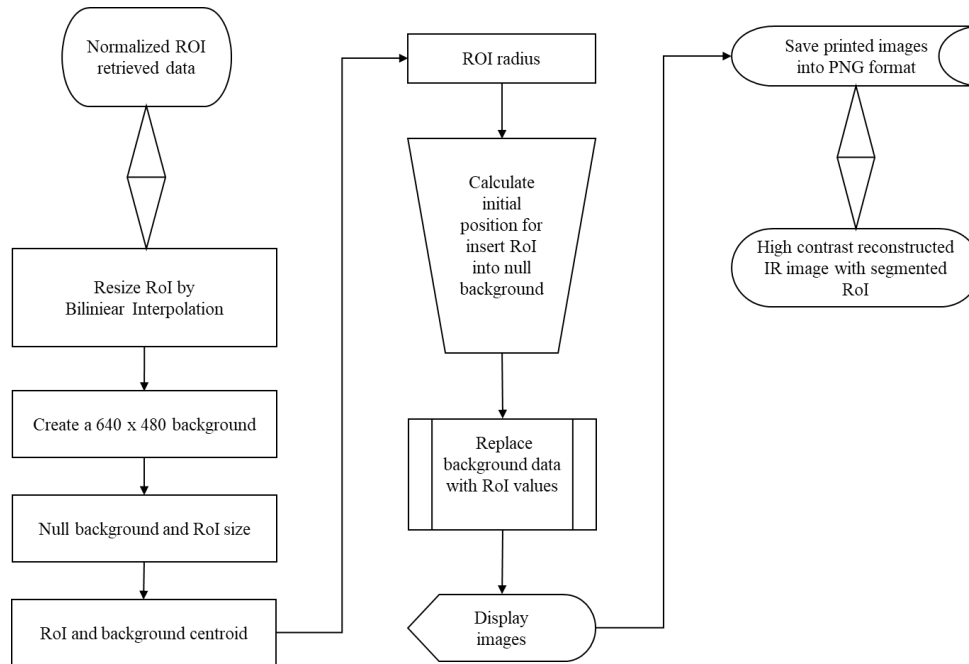 Normalized ROI
retrieved data
Resize RoI by
Biliniear Interpolation
Create a 640 x 480 background
Null background and RoI size
RoI and background centroid
ROI radius
Calculate
initial
position for
insert RoI
into null
background
Replace
background data
with RoI values
Display
images
Save printed images
into PNG format
High contrast reconstructed
IR image with segmented
RoI